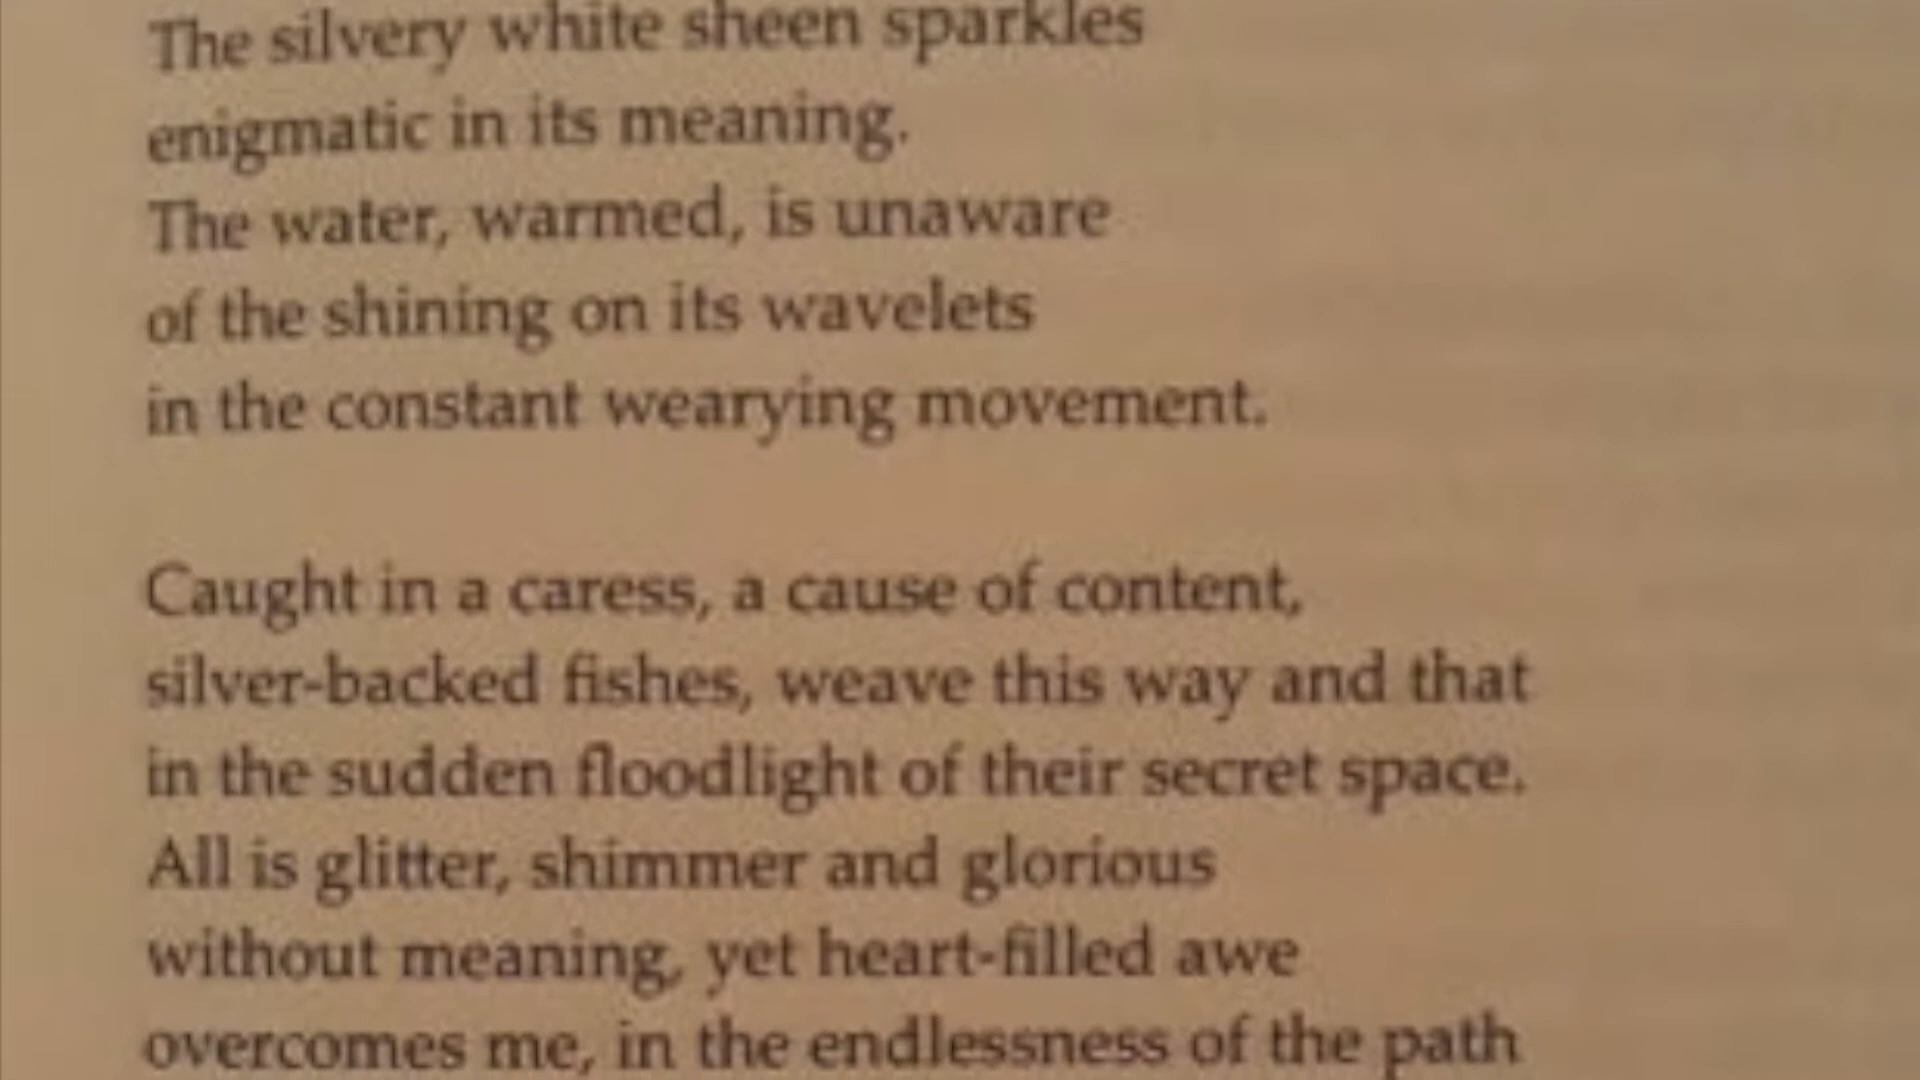 The silvery white sheen sparkles
enigmatic in its meaning.
The water, warmed, is unaware
of the shining on its wavelets
in the constant wearying movement.
Caught in a caress, a cause of content,
silver-backed fishes, weave this way and that
in the sudden floodlight of their secret space.
All is glitter, shimmer and glorious
without meaning, yet heart-filled awe
overcomes me, in the endlessness of the path